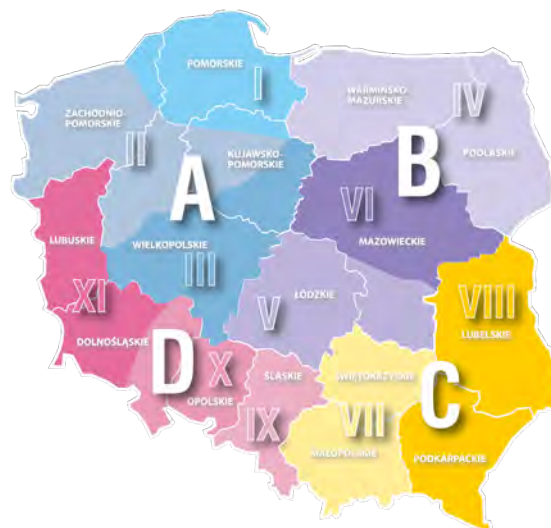 POMORSKIE
I
WARMIŃSKO-
MAZURSKIE
IV
ZACHODNIO-
POMORSKIE
II
KUJAWSKO-
POMORSKIE
B
PODLASKIE
A
VI
LUBUSKIE
WIELKOPOLSKIE
MAZOWIECKIE
III
XI
V
ŁÓDZKIE
VIII
LUBELSKIE
DOLNOŚLĄSKIE
D
X
OPOLSKIE
ŚLĄSKIE
ŚWIĘTOKRZYSKIE
C
IX
VII
MAŁOPOLSKIE
PODKARPACKIE